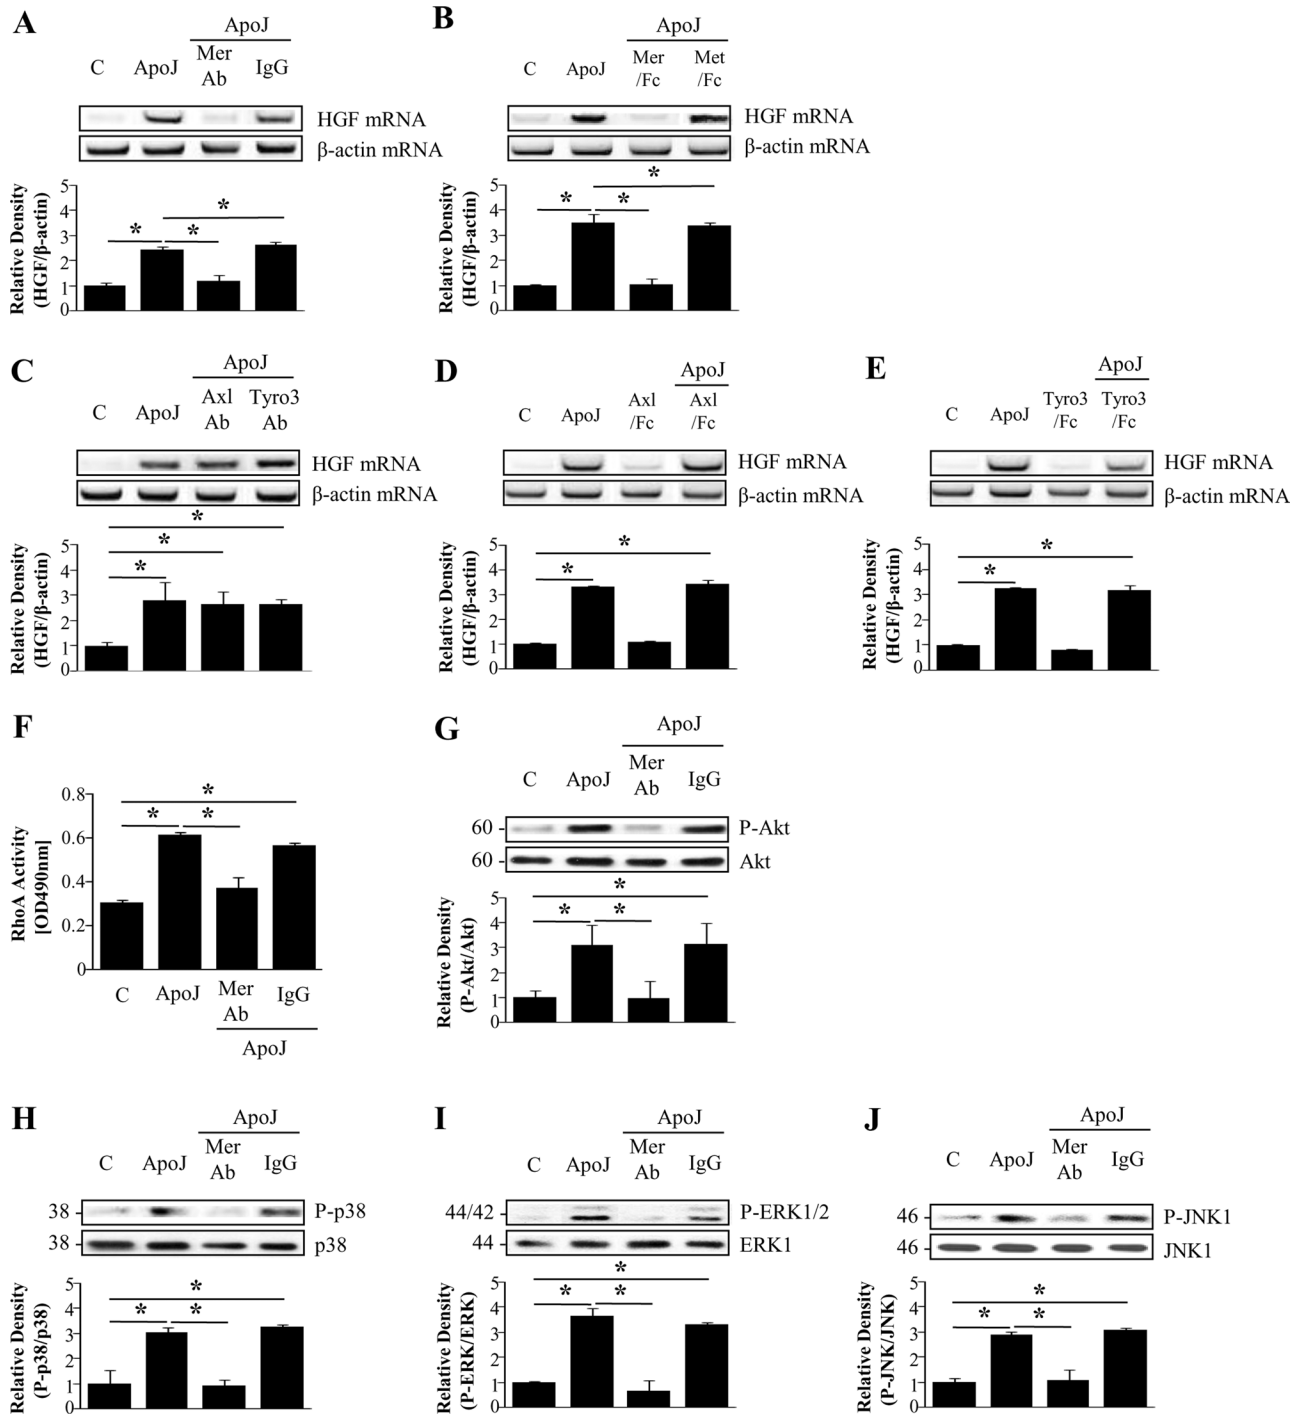 A
ApoJ
C ApoJ Mer Ab IgG
HGF mRNA
β-actin mRNA
Relative Density
(HGF/β-actin)
5
4
3
2
1
0
* * *
B
ApoJ
C ApoJ Mer /Fc Met /Fc
HGF mRNA
β-actin mRNA
Relative Density
(HGF/β-actin)
5
4
3
2
1
0
* * *
C
ApoJ
C ApoJ Axl Ab Tyro3 Ab
HGF mRNA
β-actin mRNA
Relative Density
(HGF/β-actin)
5
4
3
2
1
0
* * *
D
ApoJ
C ApoJ Axl /Fc Axl /Fc
HGF mRNA
β-actin mRNA
Relative Density
(HGF/β-actin)
5
4
3
2
1
0
* *
E
ApoJ
C ApoJ Tyro3 /Fc Tyro3 /Fc
HGF mRNA
β-actin mRNA
Relative Density
(HGF/β-actin)
5
4
3
2
1
0
* *
F
RhoA Activity
[OD490nm]
0.8
0.6
0.4
0.2
0
* * *
C ApoJ Mer Ab IgG
ApoJ
G
ApoJ
C ApoJ Mer Ab IgG
60 P-Akt
60 Akt
Relative Density
(P-Akt/Akt)
5
4
3
2
1
0
* * *
H
ApoJ
C ApoJ Mer Ab IgG
38 P-p38
38 p38
Relative Density
(P-p38/p38)
5
4
3
2
1
0
* * *
I
ApoJ
C ApoJ Mer Ab IgG
44/42 P-ERK1/2
44 ERK1
Relative Density
(P-ERK/ERK)
5
4
3
2
1
0
* * *
J
ApoJ
C ApoJ Mer Ab IgG
46 P-JNK1
46 JNK1
Relative Density
(P-JNK/JNK)
5
4
3
2
1
0
* * *